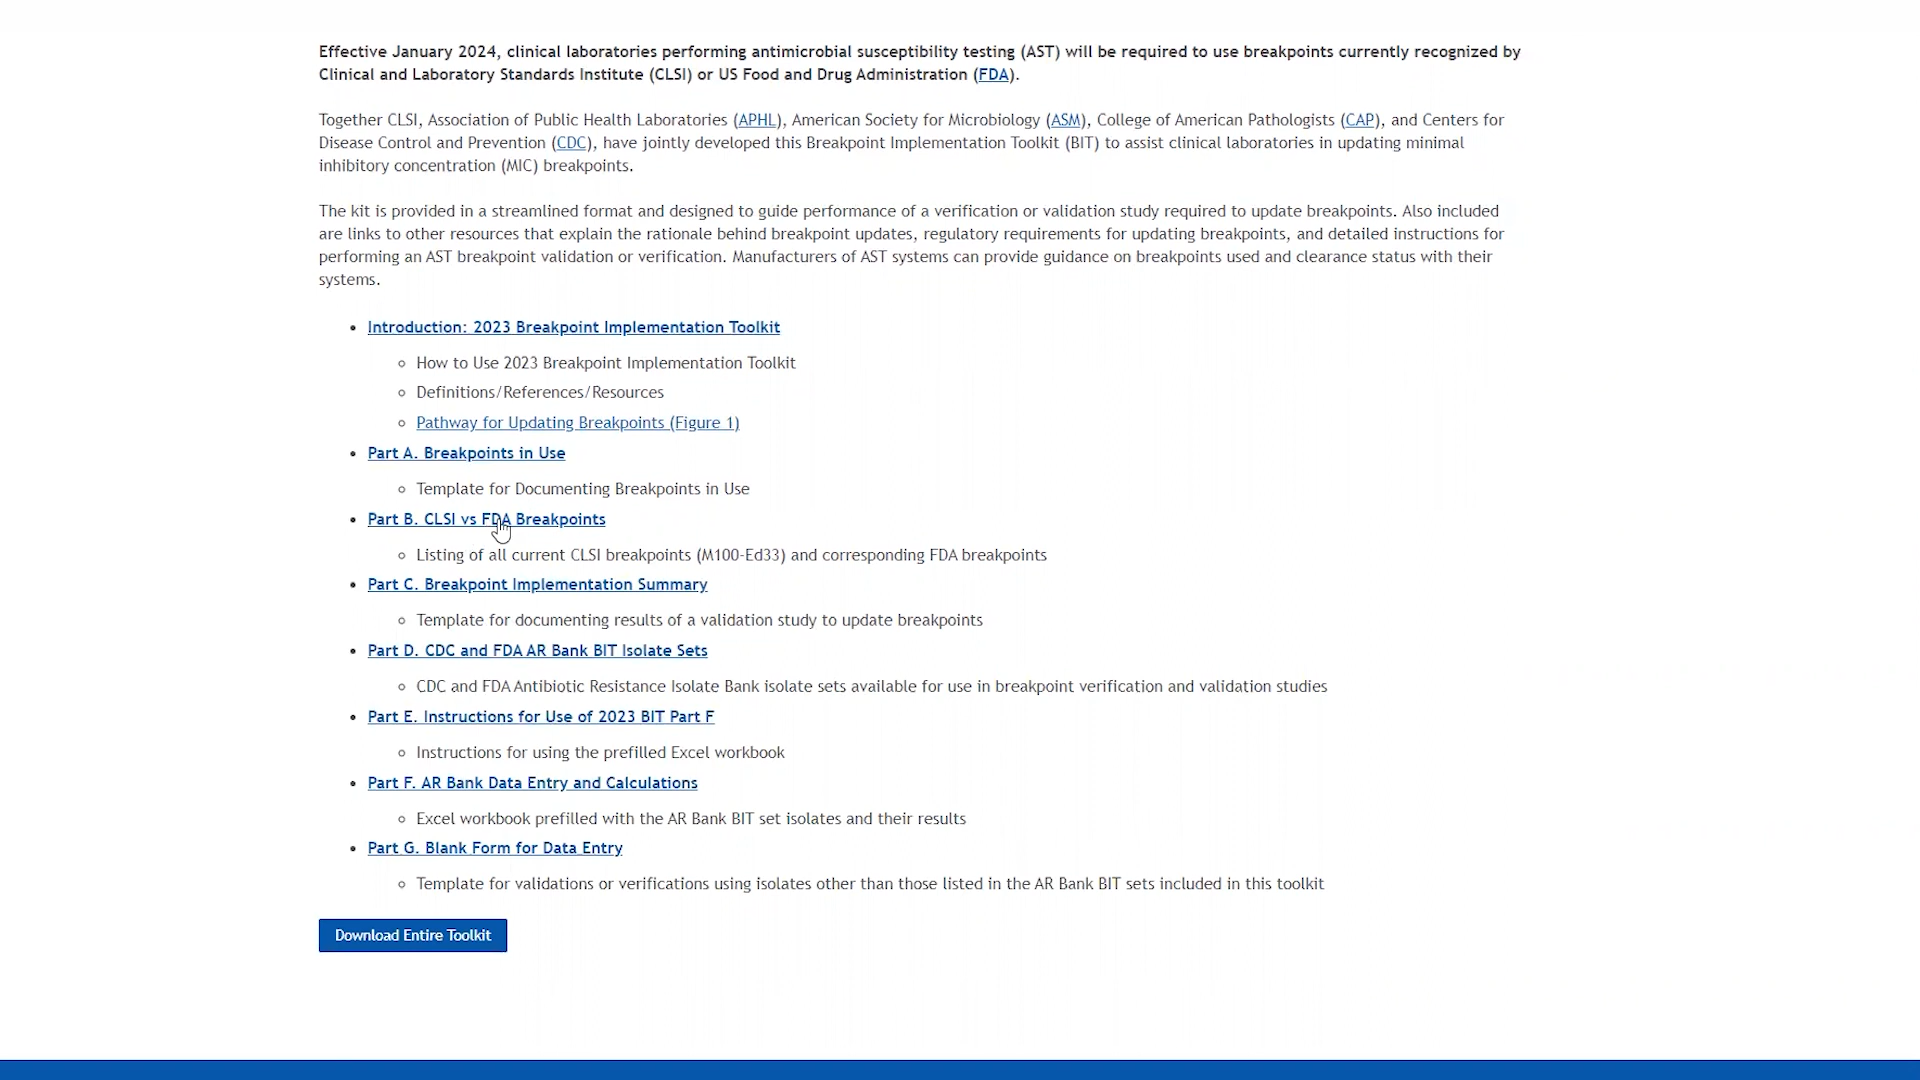 Effective January 2024, clinical laboratories performing antimicrobial susceptibility testing (AST) will be required to use breakpoints currently recognized by
Clinical and Laboratory Standards Institute (CLSI) or US Food and Drug Administration (FDA).
Together CLSI, Association of Public Health Laboratories (APHL), American Society for Microbiology (ASM), College of American Pathologists (CAP), and Centers for
Disease Control and Prevention (CDC), have jointly developed this Breakpoint Implementation Toolkit (BIT) to assist clinical laboratories in updating minimal
inhibitory concentration (MIC) breakpoints.
The kit is provided in a streamlined format and designed to guide performance of a verification or validation study required to update breakpoints. Also included
are links to other resources that explain the rationale behind breakpoint updates, regulatory requirements for updating breakpoints, and detailed instructions for
performing an AST breakpoint validation or verification. Manufacturers of AST systems can provide guidance on breakpoints used and clearance status with their
systems.
• Introduction: 2023 Breakpoint Implementation Toolkit
◦ How to Use 2023 Breakpoint Implementation Toolkit
◦ Definitions/References/Resources
◦ Pathway for Updating Breakpoints (Figure 1)
• Part A. Breakpoints in Use
◦ Template for Documenting Breakpoints in Use
• Part B. CLSI vs FDA Breakpoints
◦ Listing of all current CLSI breakpoints (M100-Ed33) and corresponding FDA breakpoints
• Part C. Breakpoint Implementation Summary
◦ Template for documenting results of a validation study to update breakpoints
• Part D. CDC and FDA AR Bank BIT Isolate Sets
◦ CDC and FDA Antibiotic Resistance Isolate Bank isolate sets available for use in breakpoint verification and validation studies
• Part E. Instructions for Use of 2023 BIT Part F
◦ Instructions for using the prefilled Excel workbook
• Part F. AR Bank Data Entry and Calculations
◦ Excel workbook prefilled with the AR Bank BIT set isolates and their results
• Part G. Blank Form for Data Entry
◦ Template for validations or verifications using isolates other than those listed in the AR Bank BIT sets included in this toolkit
Download Entire Toolkit